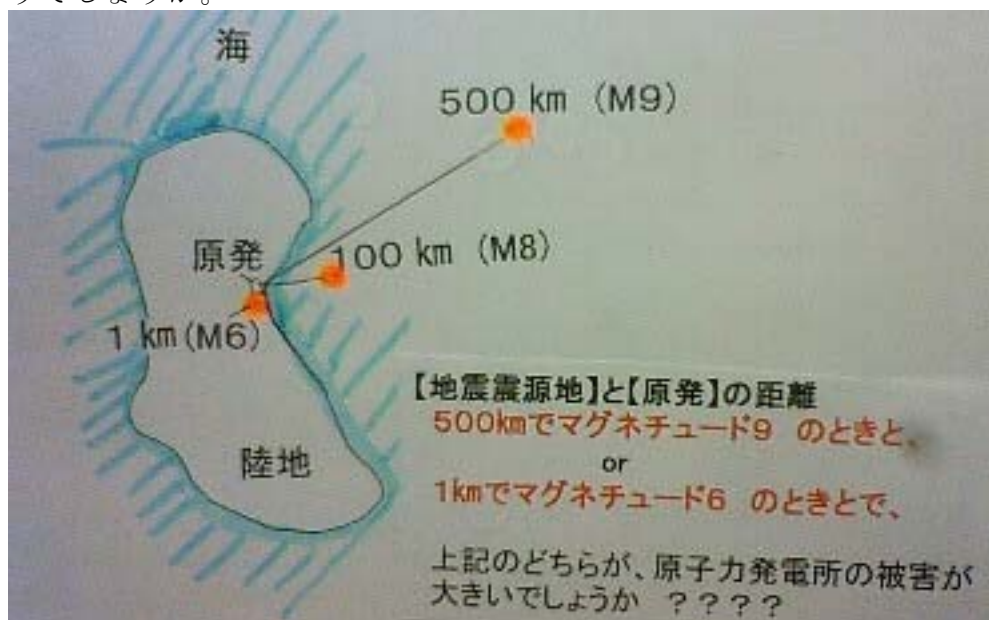 海
500 km (M9)
原発
100 km (M8)
1 km (M6)
【地震震源地】と【原発】の距離
500kmでマグネチュード9 のときと、
or
1kmでマグネチュード6 のときとで、
陸地
上記のどちらが、原子力発電所の被害が
大きいでしょうか ????